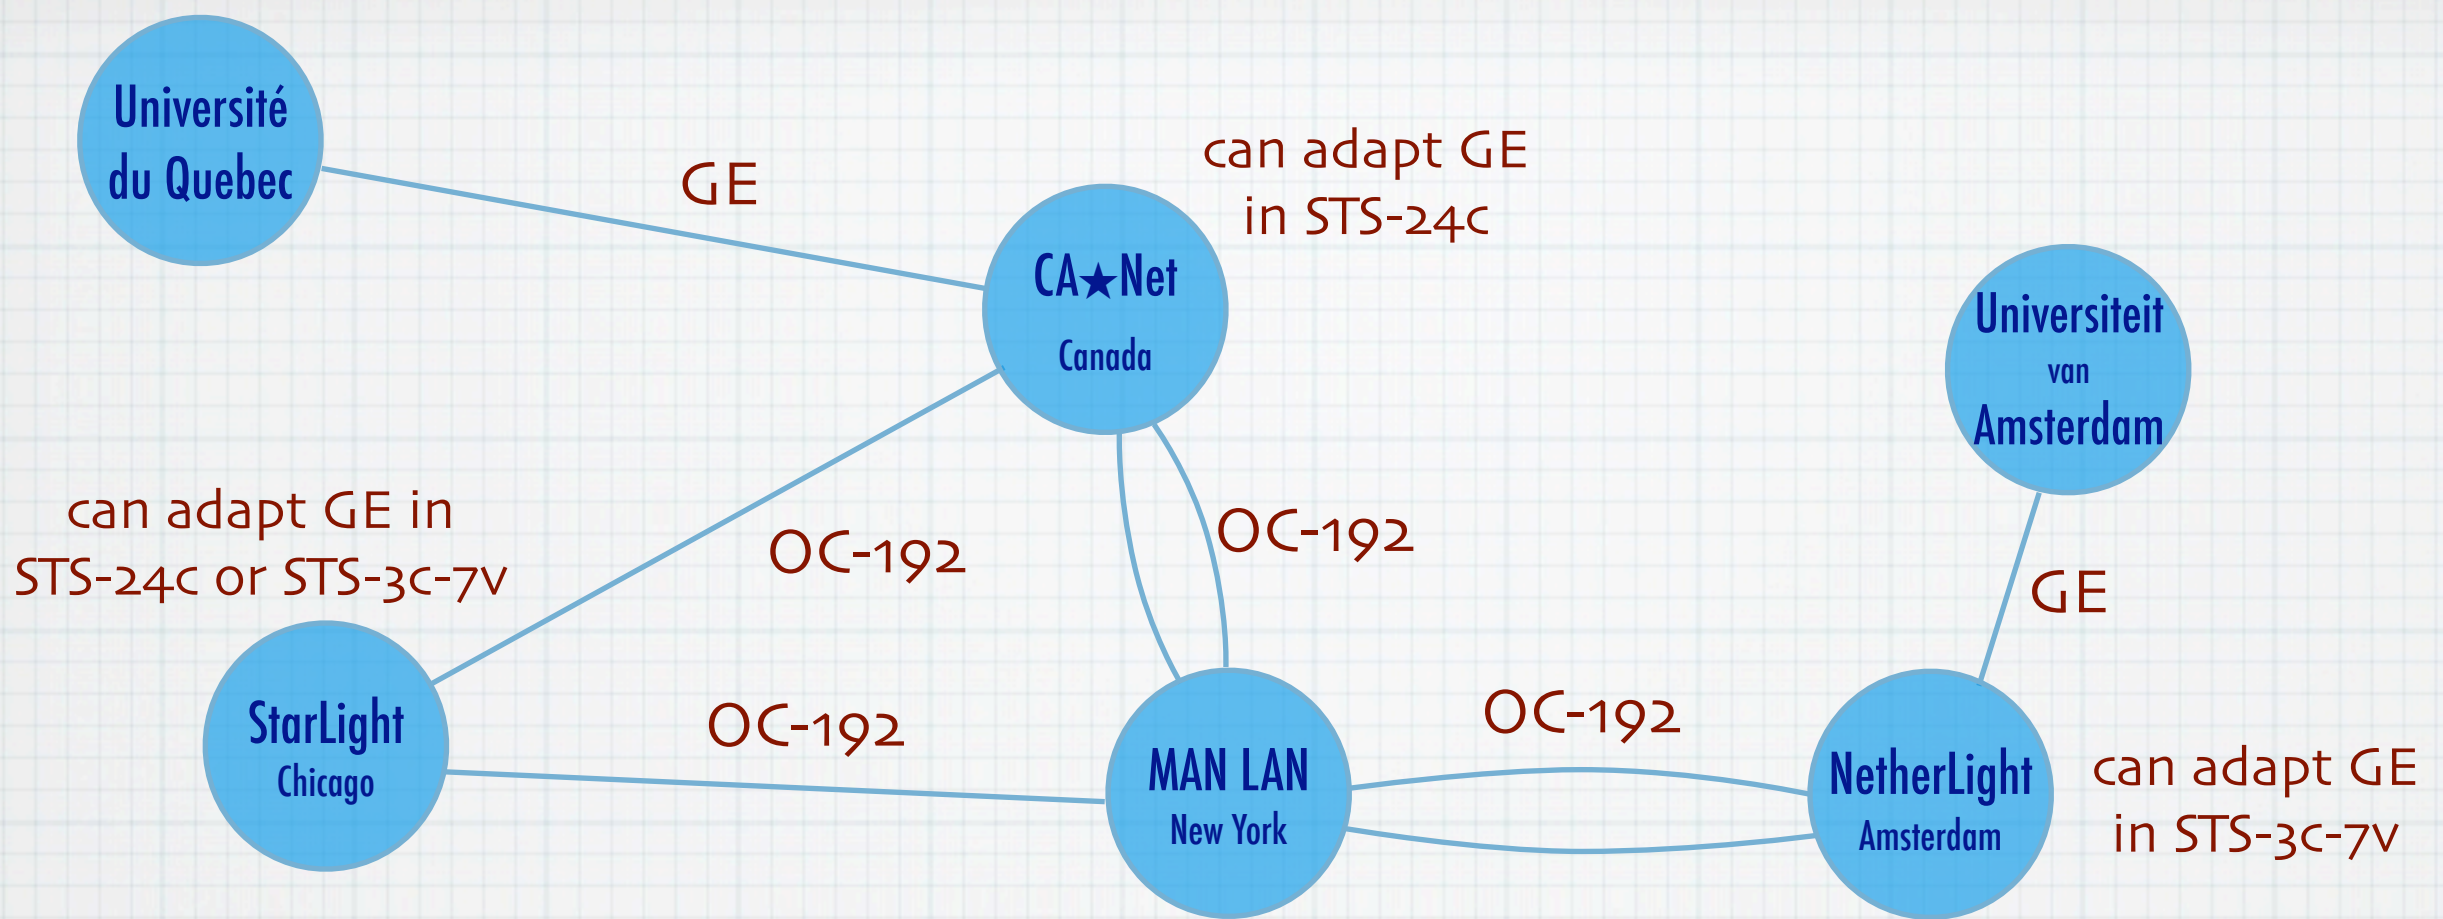 Université
du Quebec
GE
can adapt GE
in STS-24c
CA★Net
Canada
Universiteit
van
Amsterdam
can adapt GE in
STS-24c or STS-3c-7v
OC-192
OC-192
GE
StarLight
Chicago
OC-192
MAN LAN
New York
OC-192
NetherLight
Amsterdam
can adapt GE
in STS-3c-7v